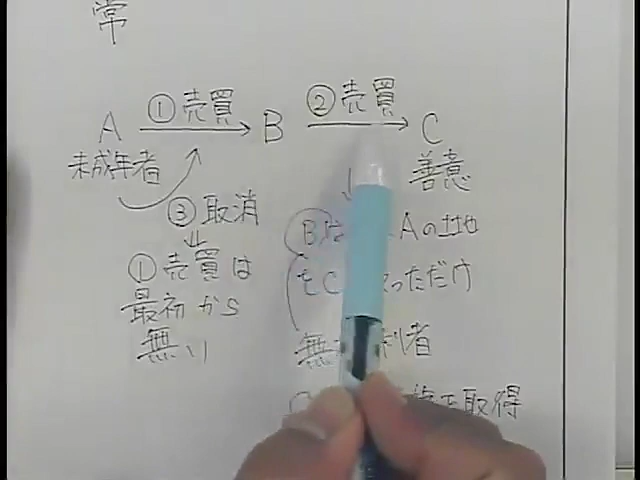 常
①売買 ②売買
A B C
未成年者 善意
③取消
Bは Aの土地
①売買は
をC っただけ
最初から
無い
無 利者
取得